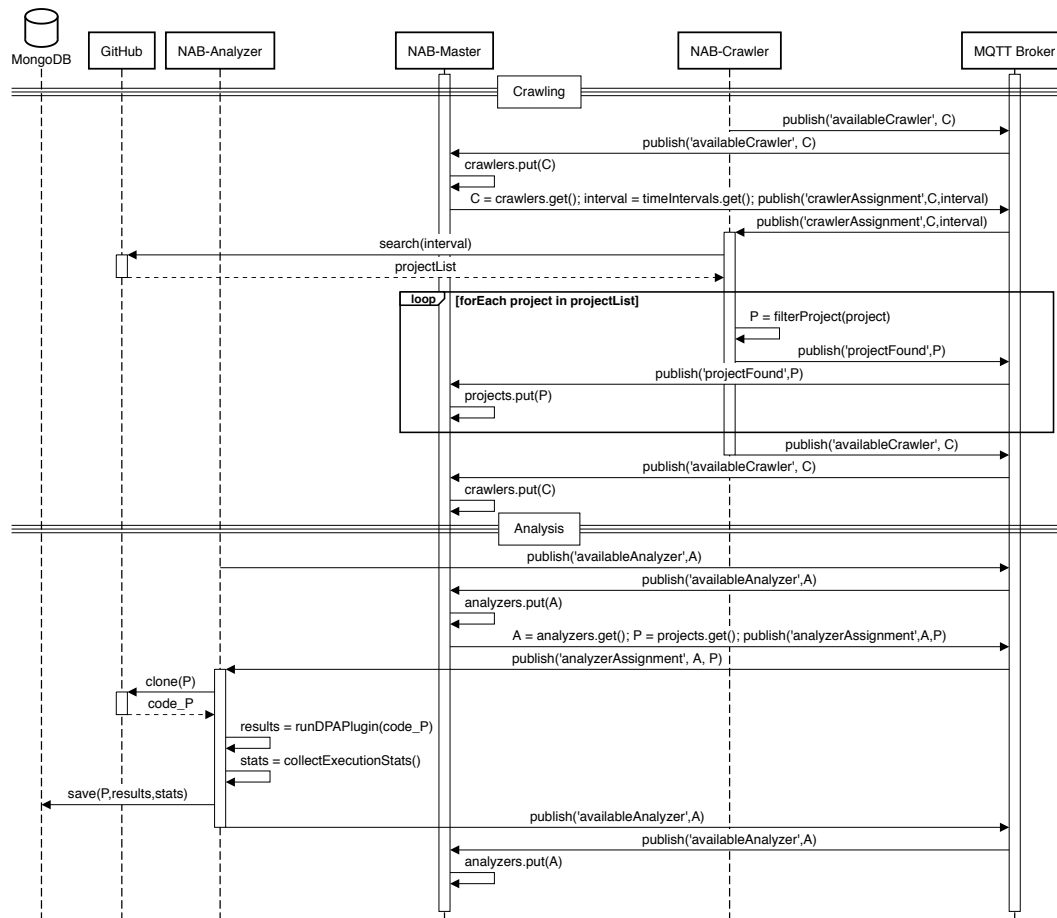 MongoDB
GitHub
NAB-Analyzer
NAB-Master
NAB-Crawler
MQTT Broker
Crawling
publish('availableCrawler', C)
publish('availableCrawler', C)
crawlers.put(C)
C = crawlers.get(); interval = timeIntervals.get(); publish('crawlerAssignment',C,interval)
publish('crawlerAssignment',C,interval)
search(interval)
projectList
loop [forEach project in projectList]
P = filterProject(project)
publish('projectFound',P)
publish('projectFound',P)
projects.put(P)
publish('availableCrawler', C)
publish('availableCrawler', C)
crawlers.put(C)
Analysis
publish('availableAnalyzer',A)
publish('availableAnalyzer',A)
analyzers.put(A)
A = analyzers.get(); P = projects.get(); publish('analyzerAssignment',A,P)
publish('analyzerAssignment', A, P)
clone(P)
code_P
results = runDPAPlugin(code_P)
stats = collectExecutionStats()
save(P,results,stats)
publish('availableAnalyzer',A)
publish('availableAnalyzer',A)
analyzers.put(A)